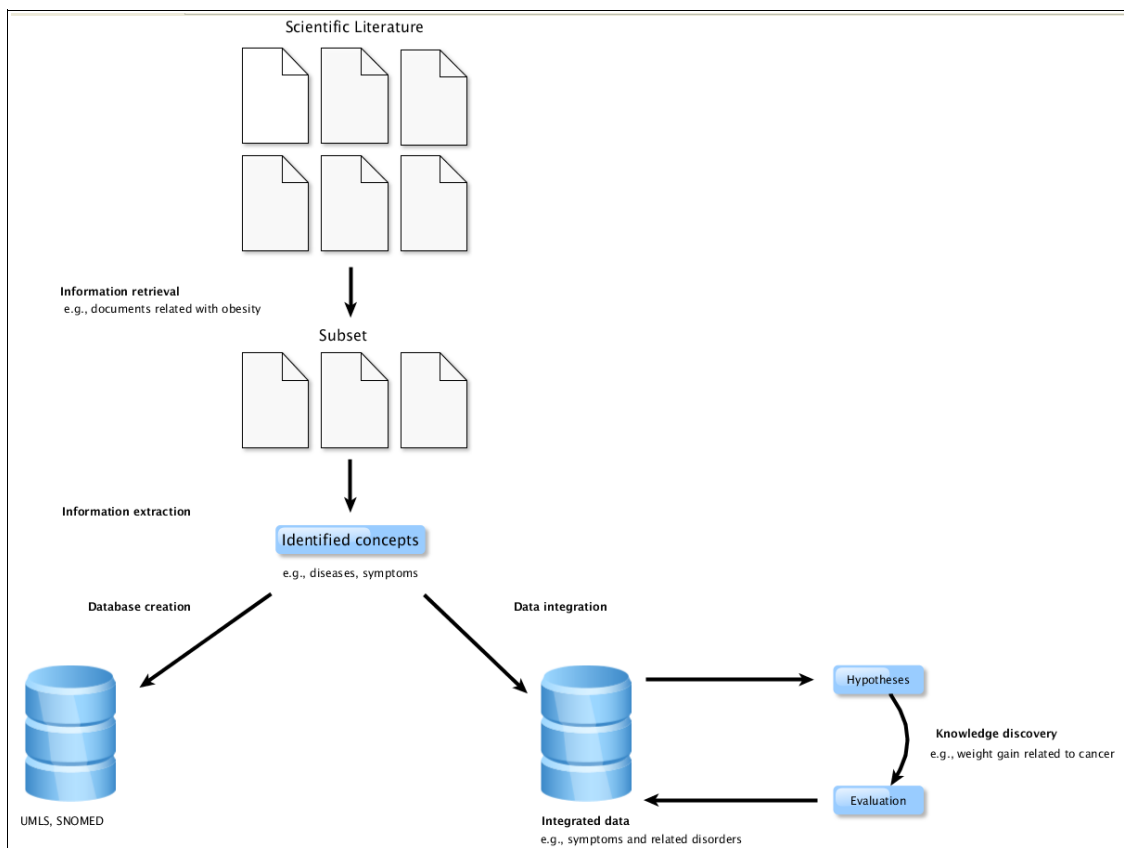 Scientific Literature
Information retrieval
e.g., documents related with obesity
Subset
Information extraction
Identified concepts
e.g., diseases, symptoms
Database creation
Data integration
Hypotheses
Knowledge discovery
e.g., weight gain related to cancer
Evaluation
UMLS, SNOMED
Integrated data
e.g., symptoms and related disorders